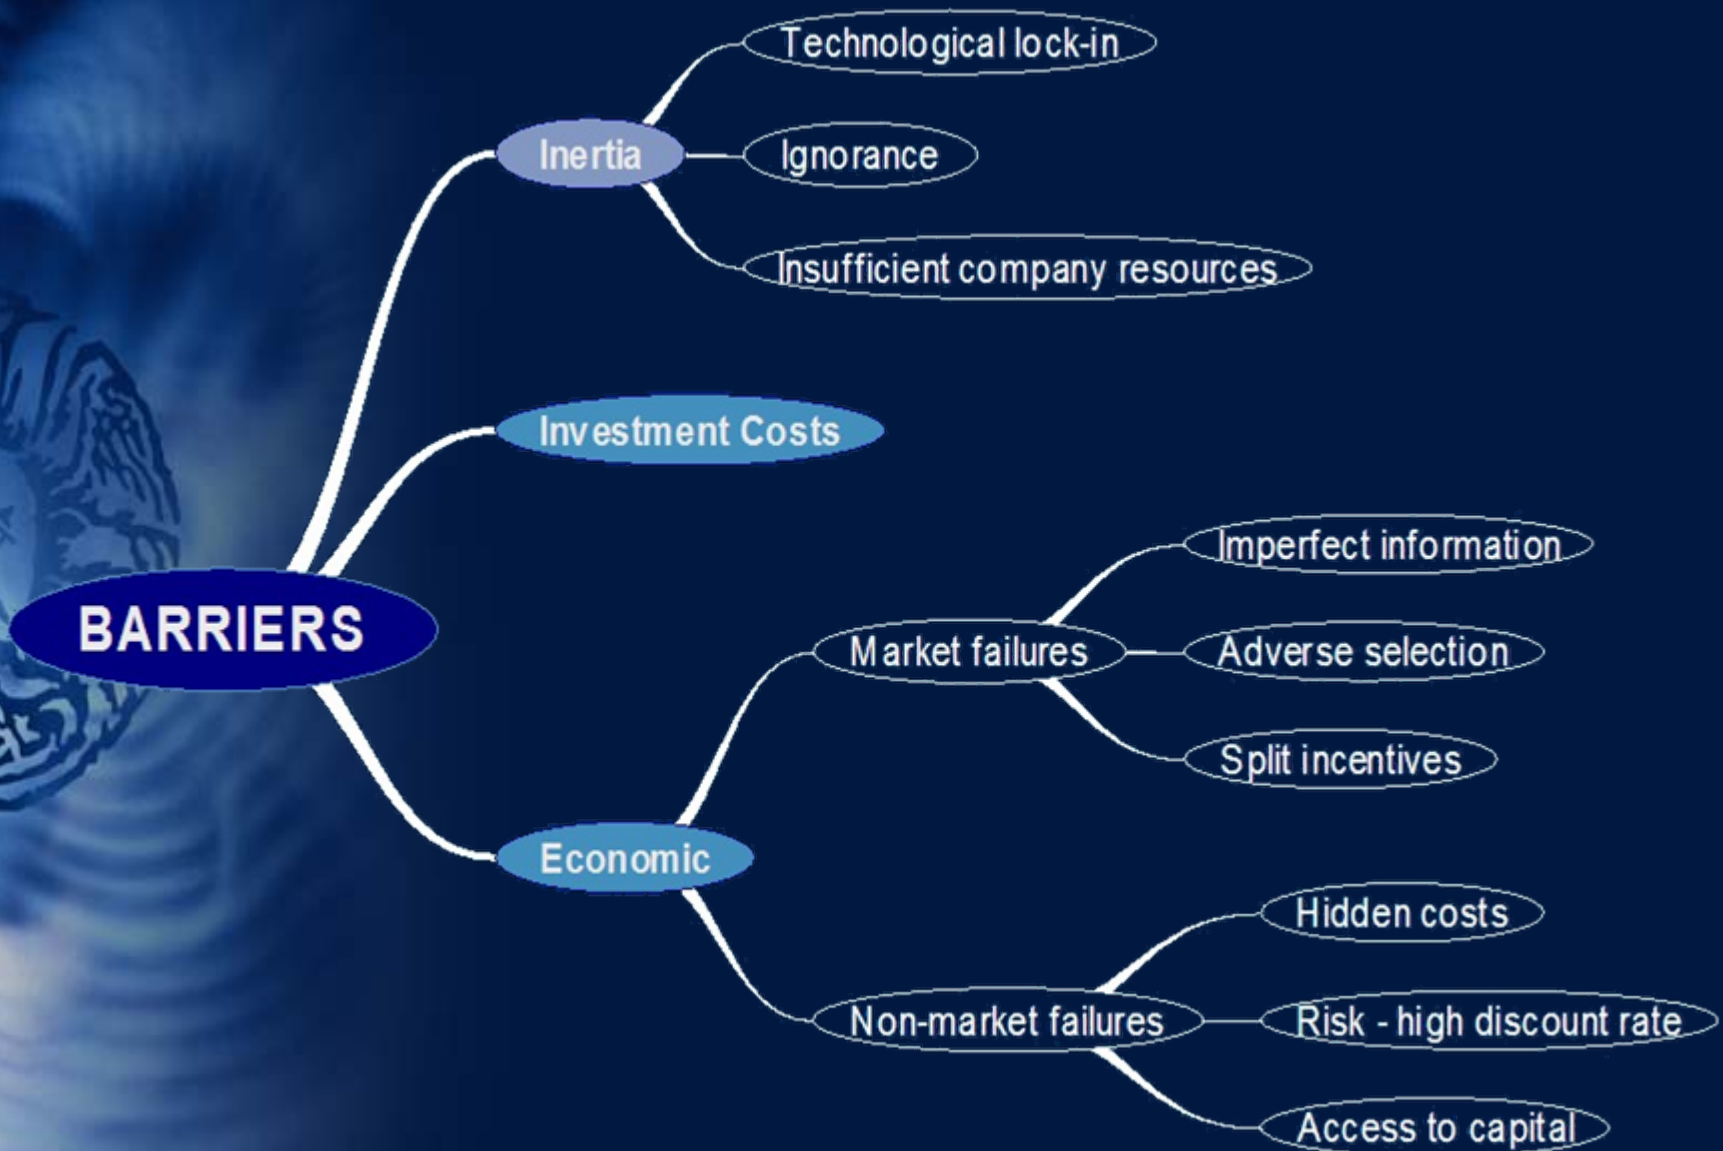 Technological lock-in
Inertia
Ignorance
Insufficient company resources
Investment Costs
Imperfect information
BARRIERS
Market failures
Adverse selection
Split incentives
Economic
Hidden costs
Non-market failures
Risk - high discount rate
Access to capital